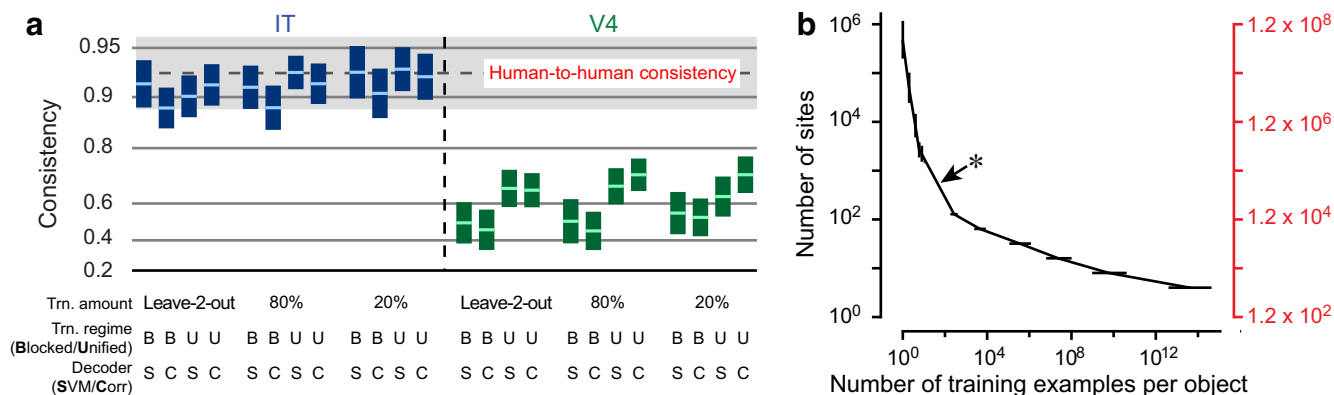 a
IT
V4
Consistency
0.95
0.9
0.8
0.6
0.4
0.2
Human-to-human consistency
Trn. amount Leave-2-out 80% 20% Leave-2-out 80% 20%
Trn. regime
(Blocked/Unified)
B B U U B B U U B B U U B B U U B B U U B B U U
Decoder
(SVM/Corr)
S C S C S C S C S C S C S C S C S C S C S C S C
b
Number of sites
10^6
10^4
10^2
10^0
*
1.2 x 10^8
1.2 x 10^6
1.2 x 10^4
1.2 x 10^2
10^0 10^4 10^8 10^12
Number of training examples per object